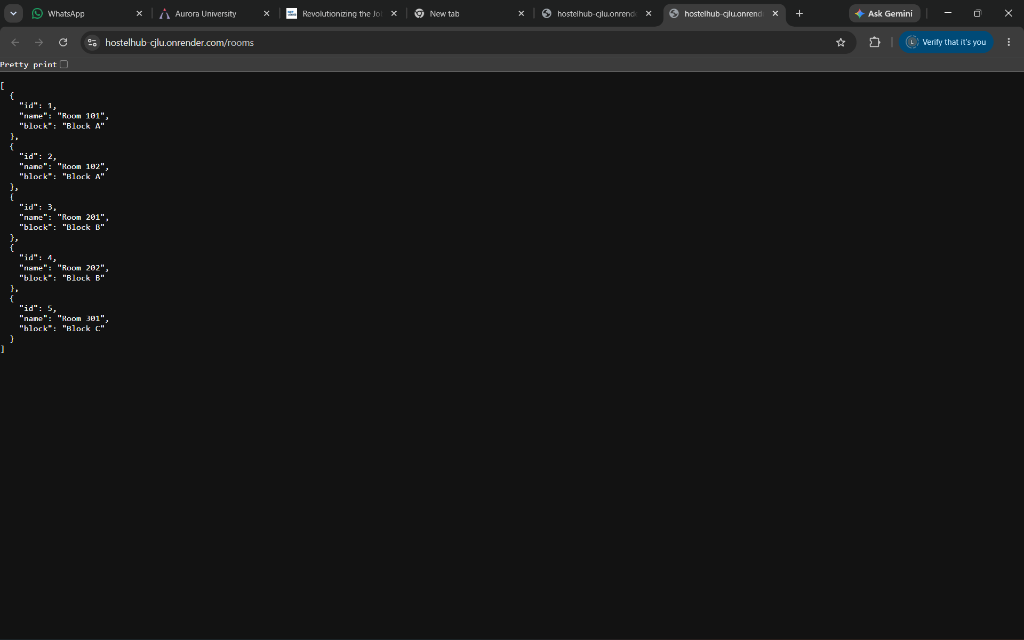 WhatsApp
Aurora University
Revolutionizing the Jo
New tab
hostelhub-cjlu.onrend
hostelhub-cjlu.onrend
Ask Gemini
hostelhub-cjlu.onrender.com/rooms
Verify that it's you
Pretty print
[
{
"id": 1,
"name": "Room 101",
"block": "Block A"
},
{
"id": 2,
"name": "Room 102",
"block": "Block A"
},
{
"id": 3,
"name": "Room 201",
"block": "Block B"
},
{
"id": 4,
"name": "Room 202",
"block": "Block B"
},
{
"id": 5,
"name": "Room 301",
"block": "Block C"
}
]